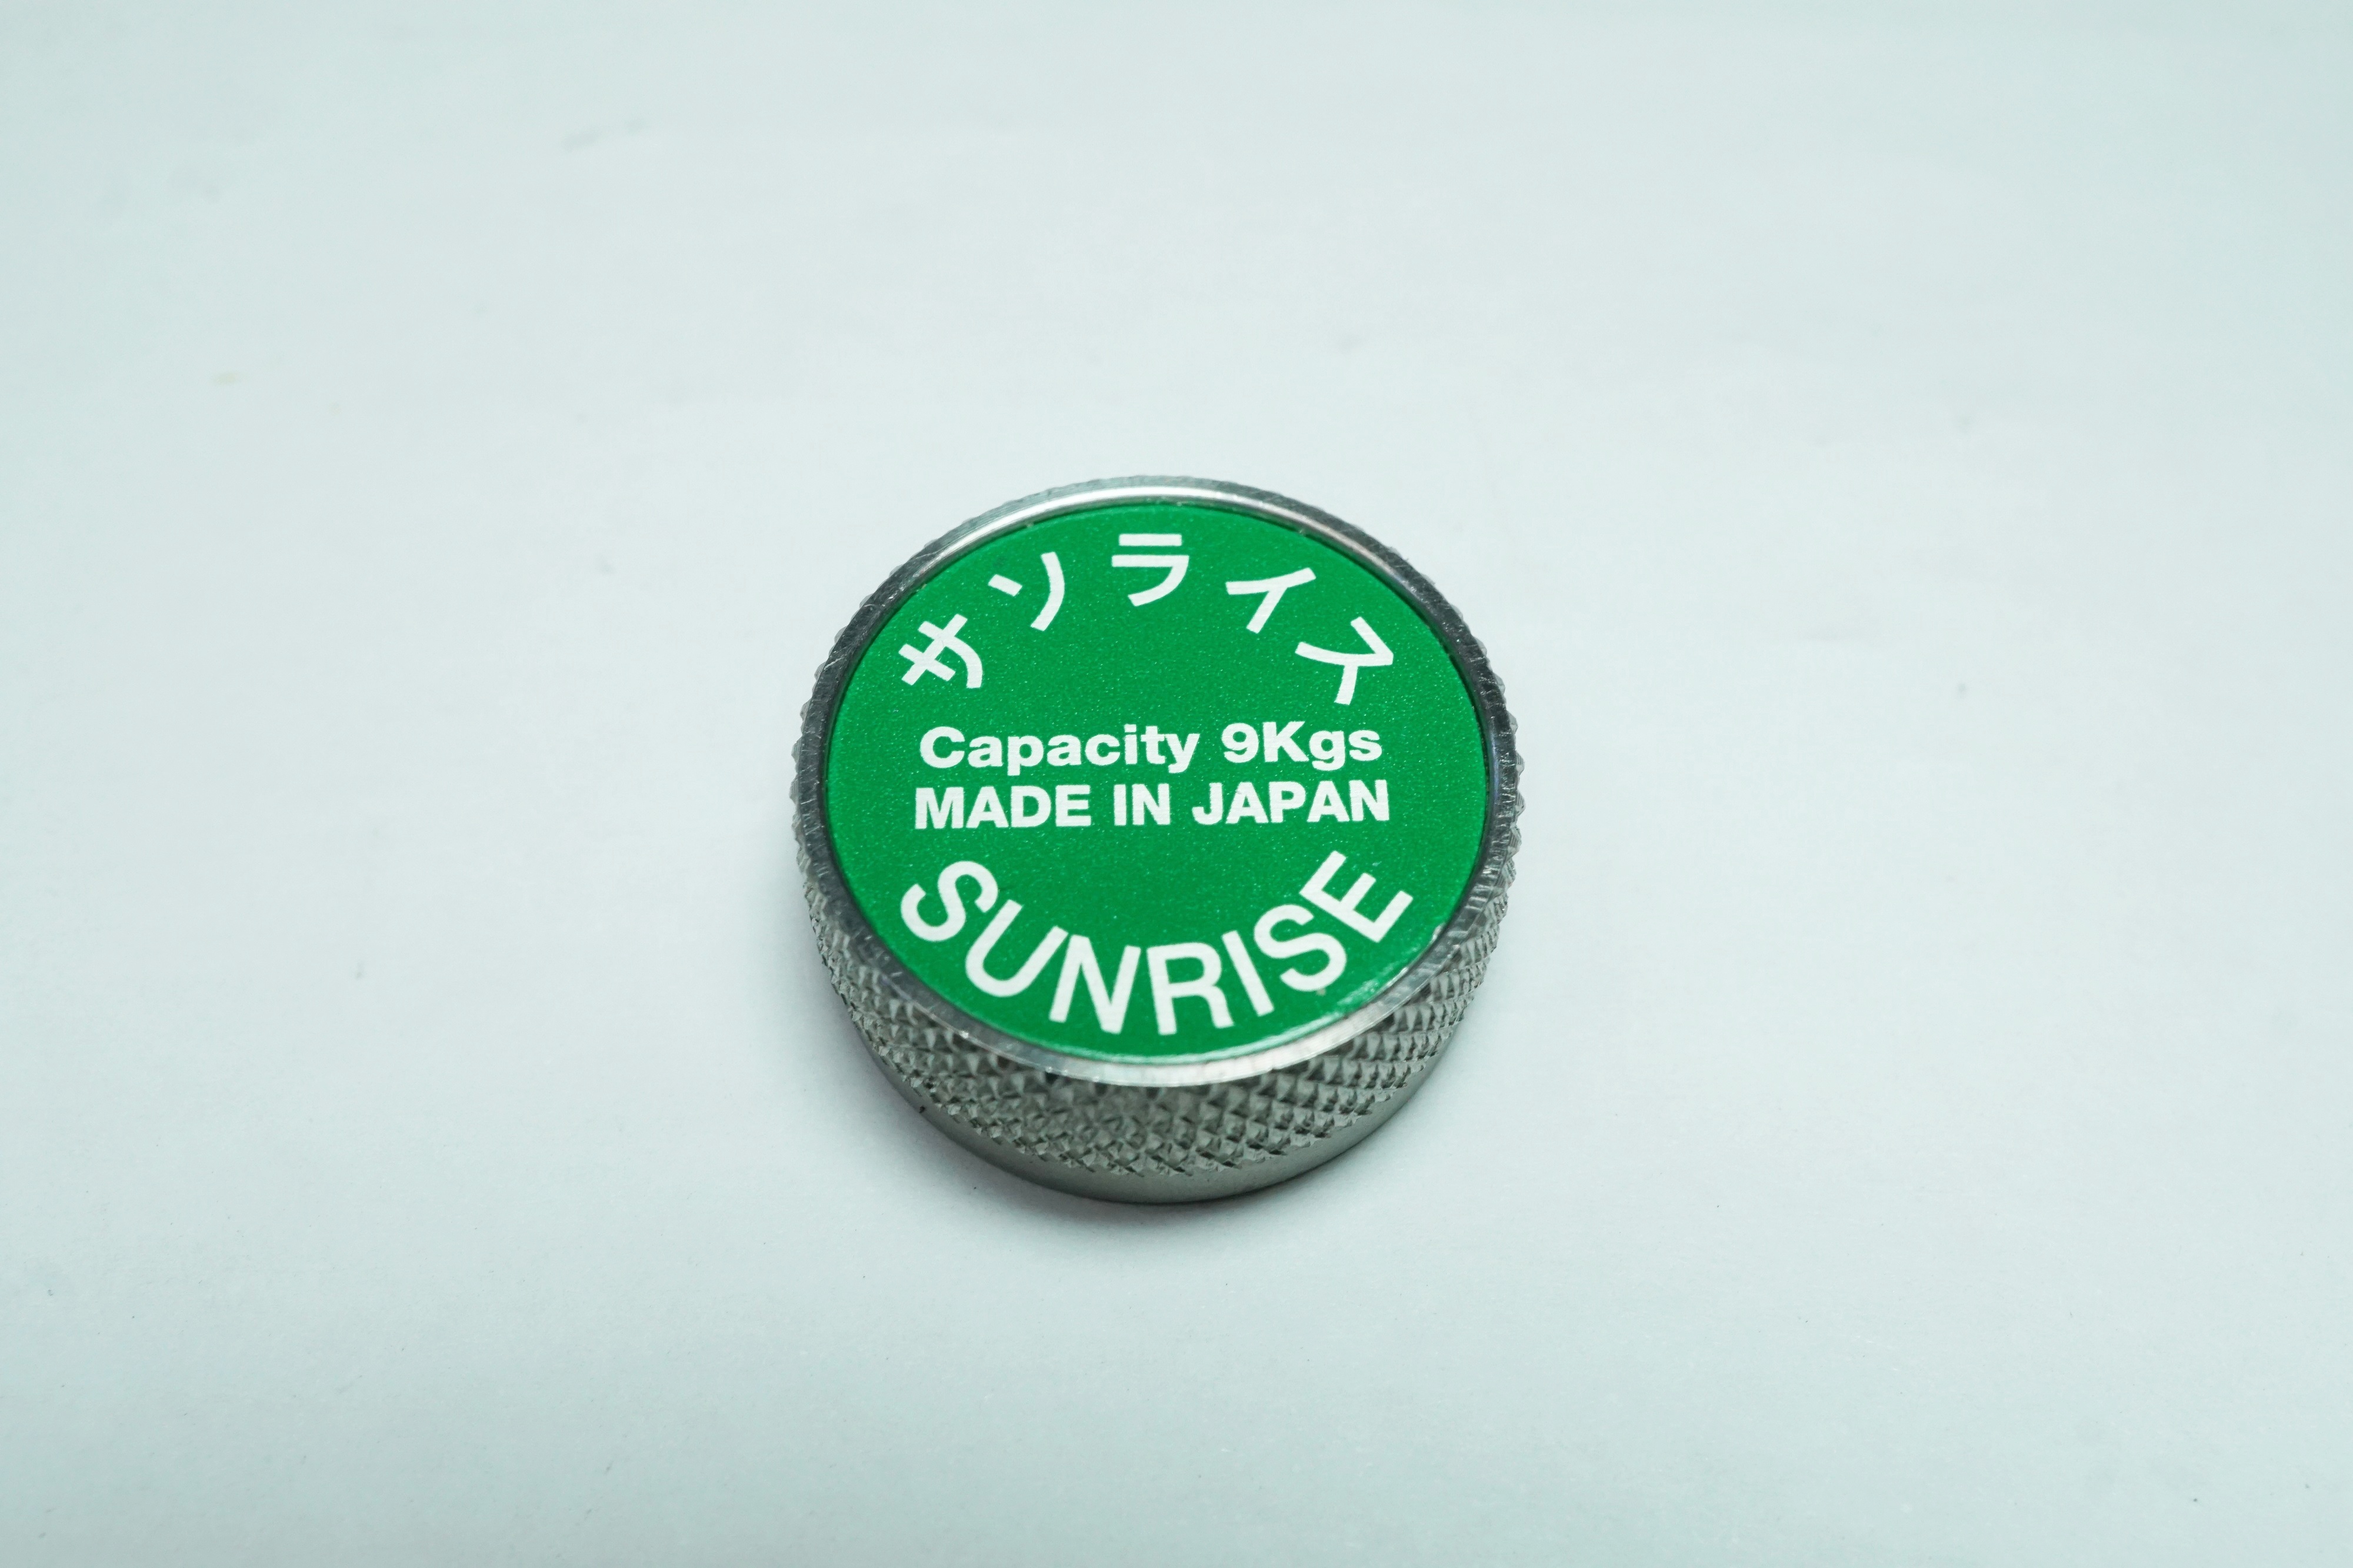 サンライス
Capacity 9Kgs
MADE IN JAPAN
SUNRISE